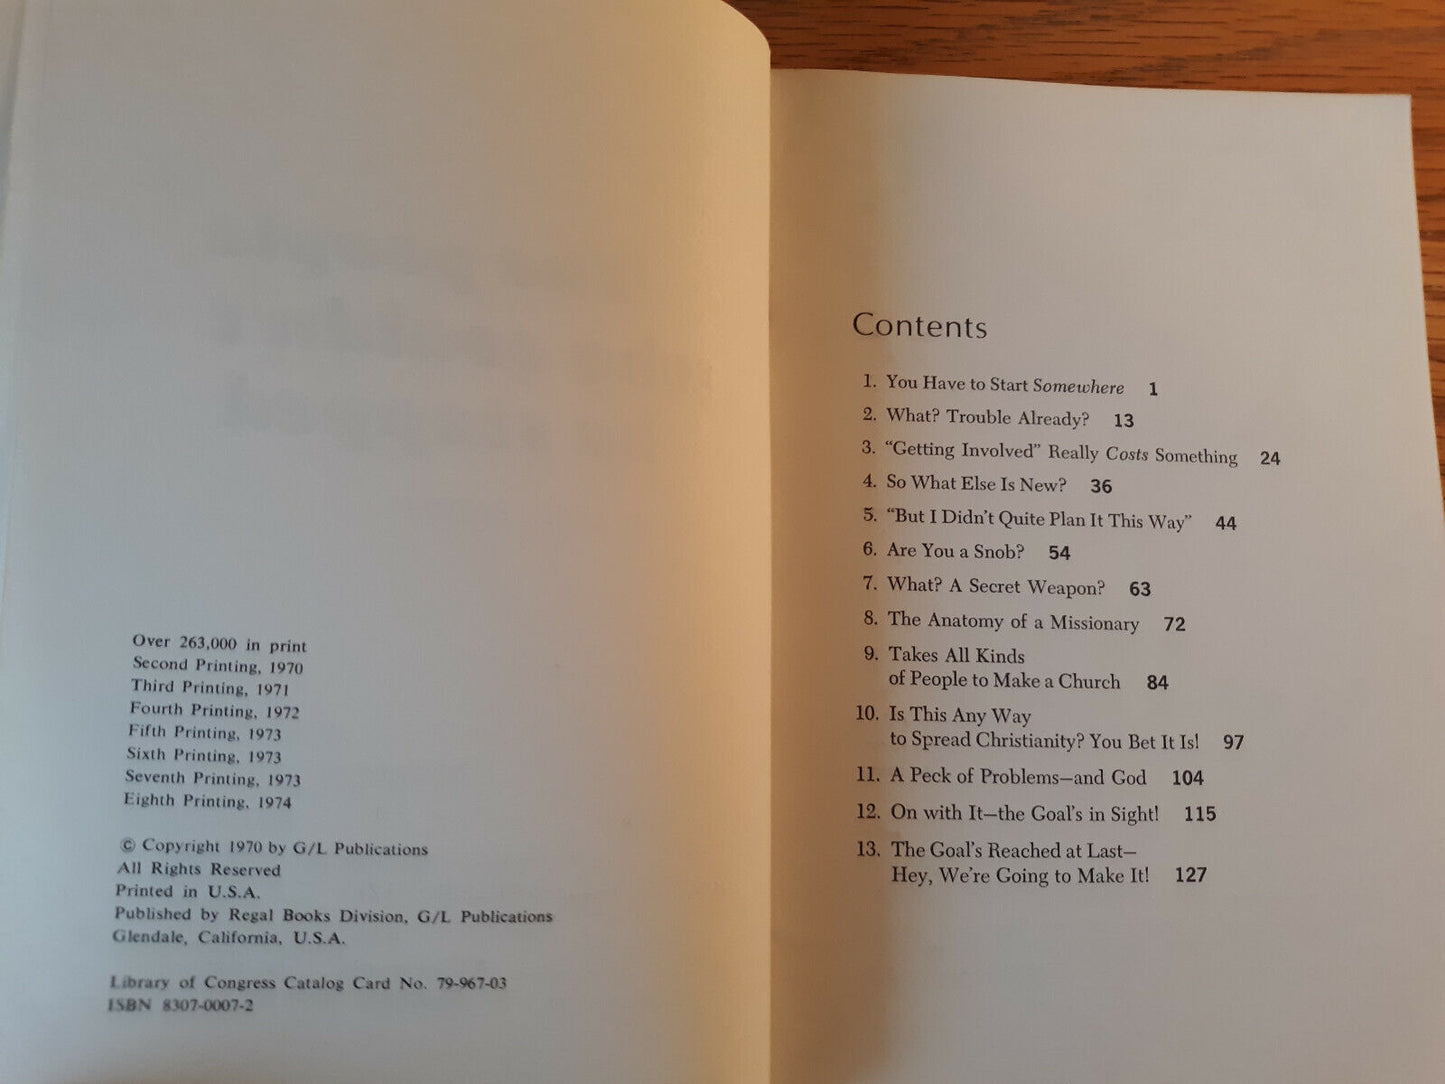 Over 263,000 in print
Second Printing, 1970
Third Printing, 1971
Fourth Printing, 1972
Fifth Printing, 1973
Sixth Printing, 1973
Seventh Printing, 1973
Eighth Printing, 1974
© Copyright 1970 by G/L Publications
All Rights Reserved
Printed in U.S.A.
Published by Regal Books Division, G/L Publications
Glendale, California, U.S.A.
Library of Congress Catalog Card No. 79-967-03
ISBN 8307-0007-2
Contents
1. You Have to Start Somewhere 1
2. What? Trouble Already? 13
3. “Getting Involved” Really Costs Something 24
4. So What Else Is New? 36
5. “But I Didn’t Quite Plan It This Way” 44
6. Are You a Snob? 54
7. What? A Secret Weapon? 63
8. The Anatomy of a Missionary 72
9. Takes All Kinds
of People to Make a Church 84
10. Is This Any Way
to Spread Christianity? You Bet It Is! 97
11. A Peck of Problems—and God 104
12. On with It—the Goal’s in Sight! 115
13. The Goal’s Reached at Last—
Hey, We’re Going to Make It! 127